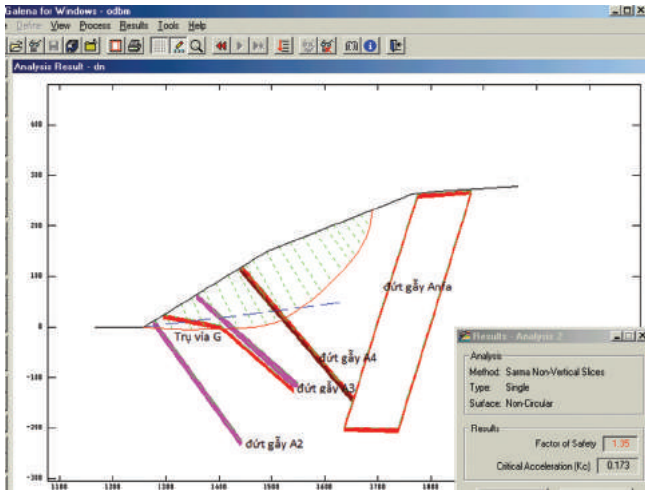 Galena for Windows - odbm
Define View Process Results Tools Help
Analysis Result - dn
400
300
200
100
0
-100
-200
-300
1100
1200
1300
1400
1500
1600
1700
1800
Trụ vỉa G
đứt gẫy Anfa
đứt gẫy A4
đứt gẫy A3
đứt gẫy A2
Results - Analysis 2
Analysis
Method: Sarma Non-Vertical Slices
Type: Single
Surface: Non-Circular
Results
Factor of Safety 1.35
Critical Acceleration (Kc) 0.173